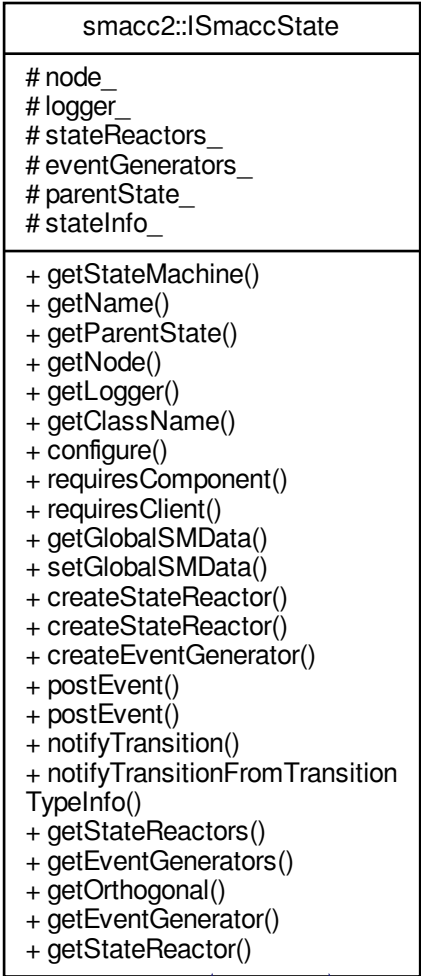 smacc2::ISmaccState
# node_
# logger_
# stateReactors_
# eventGenerators_
# parentState_
# stateInfo_
+ getStateMachine()
+ getName()
+ getParentState()
+ getNode()
+ getLogger()
+ getClassName()
+ configure()
+ requiresComponent()
+ requiresClient()
+ getGlobalSMData()
+ setGlobalSMData()
+ createStateReactor()
+ createStateReactor()
+ createEventGenerator()
+ postEvent()
+ postEvent()
+ notifyTransition()
+ notifyTransitionFromTransition
TypeInfo()
+ getStateReactors()
+ getEventGenerators()
+ getOrthogonal()
+ getEventGenerator()
+ getStateReactor()